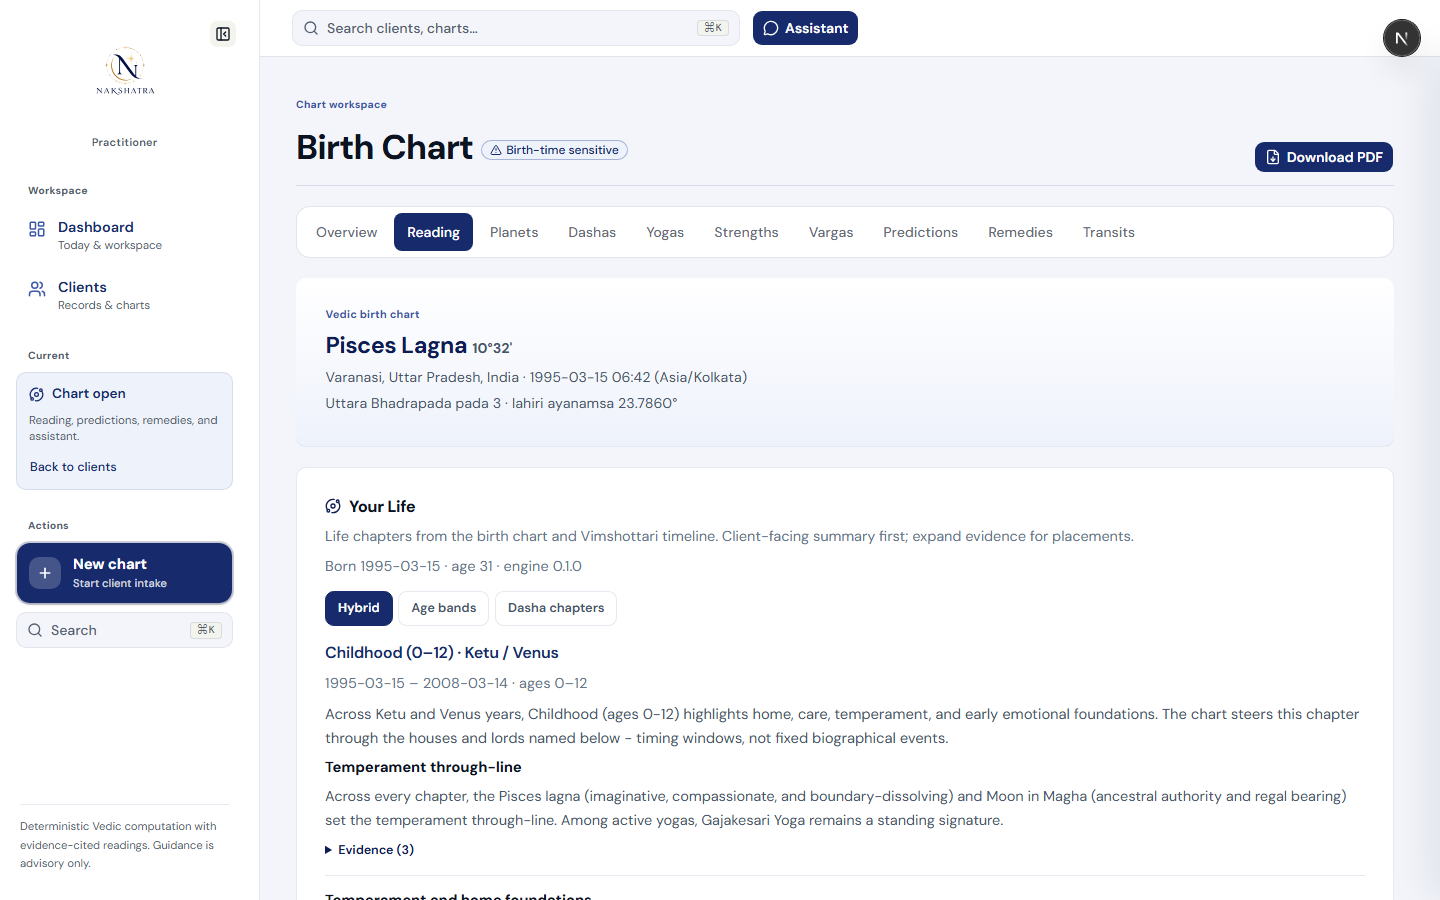 Search clients, charts...
⌘K
Assistant
N
N
NAKSHATRA
Practitioner
Workspace
Dashboard
Today & workspace
Clients
Records & charts
Current
Chart open
Reading, predictions, remedies, and
assistant.
Back to clients
Actions
New chart
Start client intake
Search
⌘K
Deterministic Vedic computation with
evidence-cited readings. Guidance is
advisory only.
Chart workspace
Birth Chart
Birth-time sensitive
Download PDF
Overview
Reading
Planets
Dashas
Yogas
Strengths
Vargas
Predictions
Remedies
Transits
Vedic birth chart
Pisces Lagna 10°32'
Varanasi, Uttar Pradesh, India · 1995-03-15 06:42 (Asia/Kolkata)
Uttara Bhadrapada pada 3 · lahiri ayanamsa 23.7860°
Your Life
Life chapters from the birth chart and Vimshottari timeline. Client-facing summary first; expand evidence for placements.
Born 1995-03-15 · age 31 · engine 0.1.0
Hybrid
Age bands
Dasha chapters
Childhood (0–12) · Ketu / Venus
1995-03-15 – 2008-03-14 · ages 0–12
Across Ketu and Venus years, Childhood (ages 0-12) highlights home, care, temperament, and early emotional foundations. The chart steers this chapter
through the houses and lords named below - timing windows, not fixed biographical events.
Temperament through-line
Across every chapter, the Pisces lagna (imaginative, compassionate, and boundary-dissolving) and Moon in Magha (ancestral authority and regal bearing)
set the temperament through-line. Among active yogas, Gajakesari Yoga remains a standing signature.
Evidence (3)
Temperament and home foundations